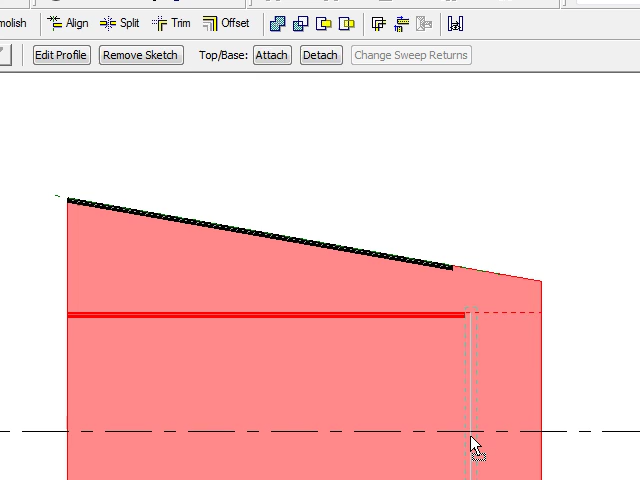 molish Align Split Trim Offset
Edit Profile Remove Sketch Top/Base: Attach Detach Change Sweep Returns